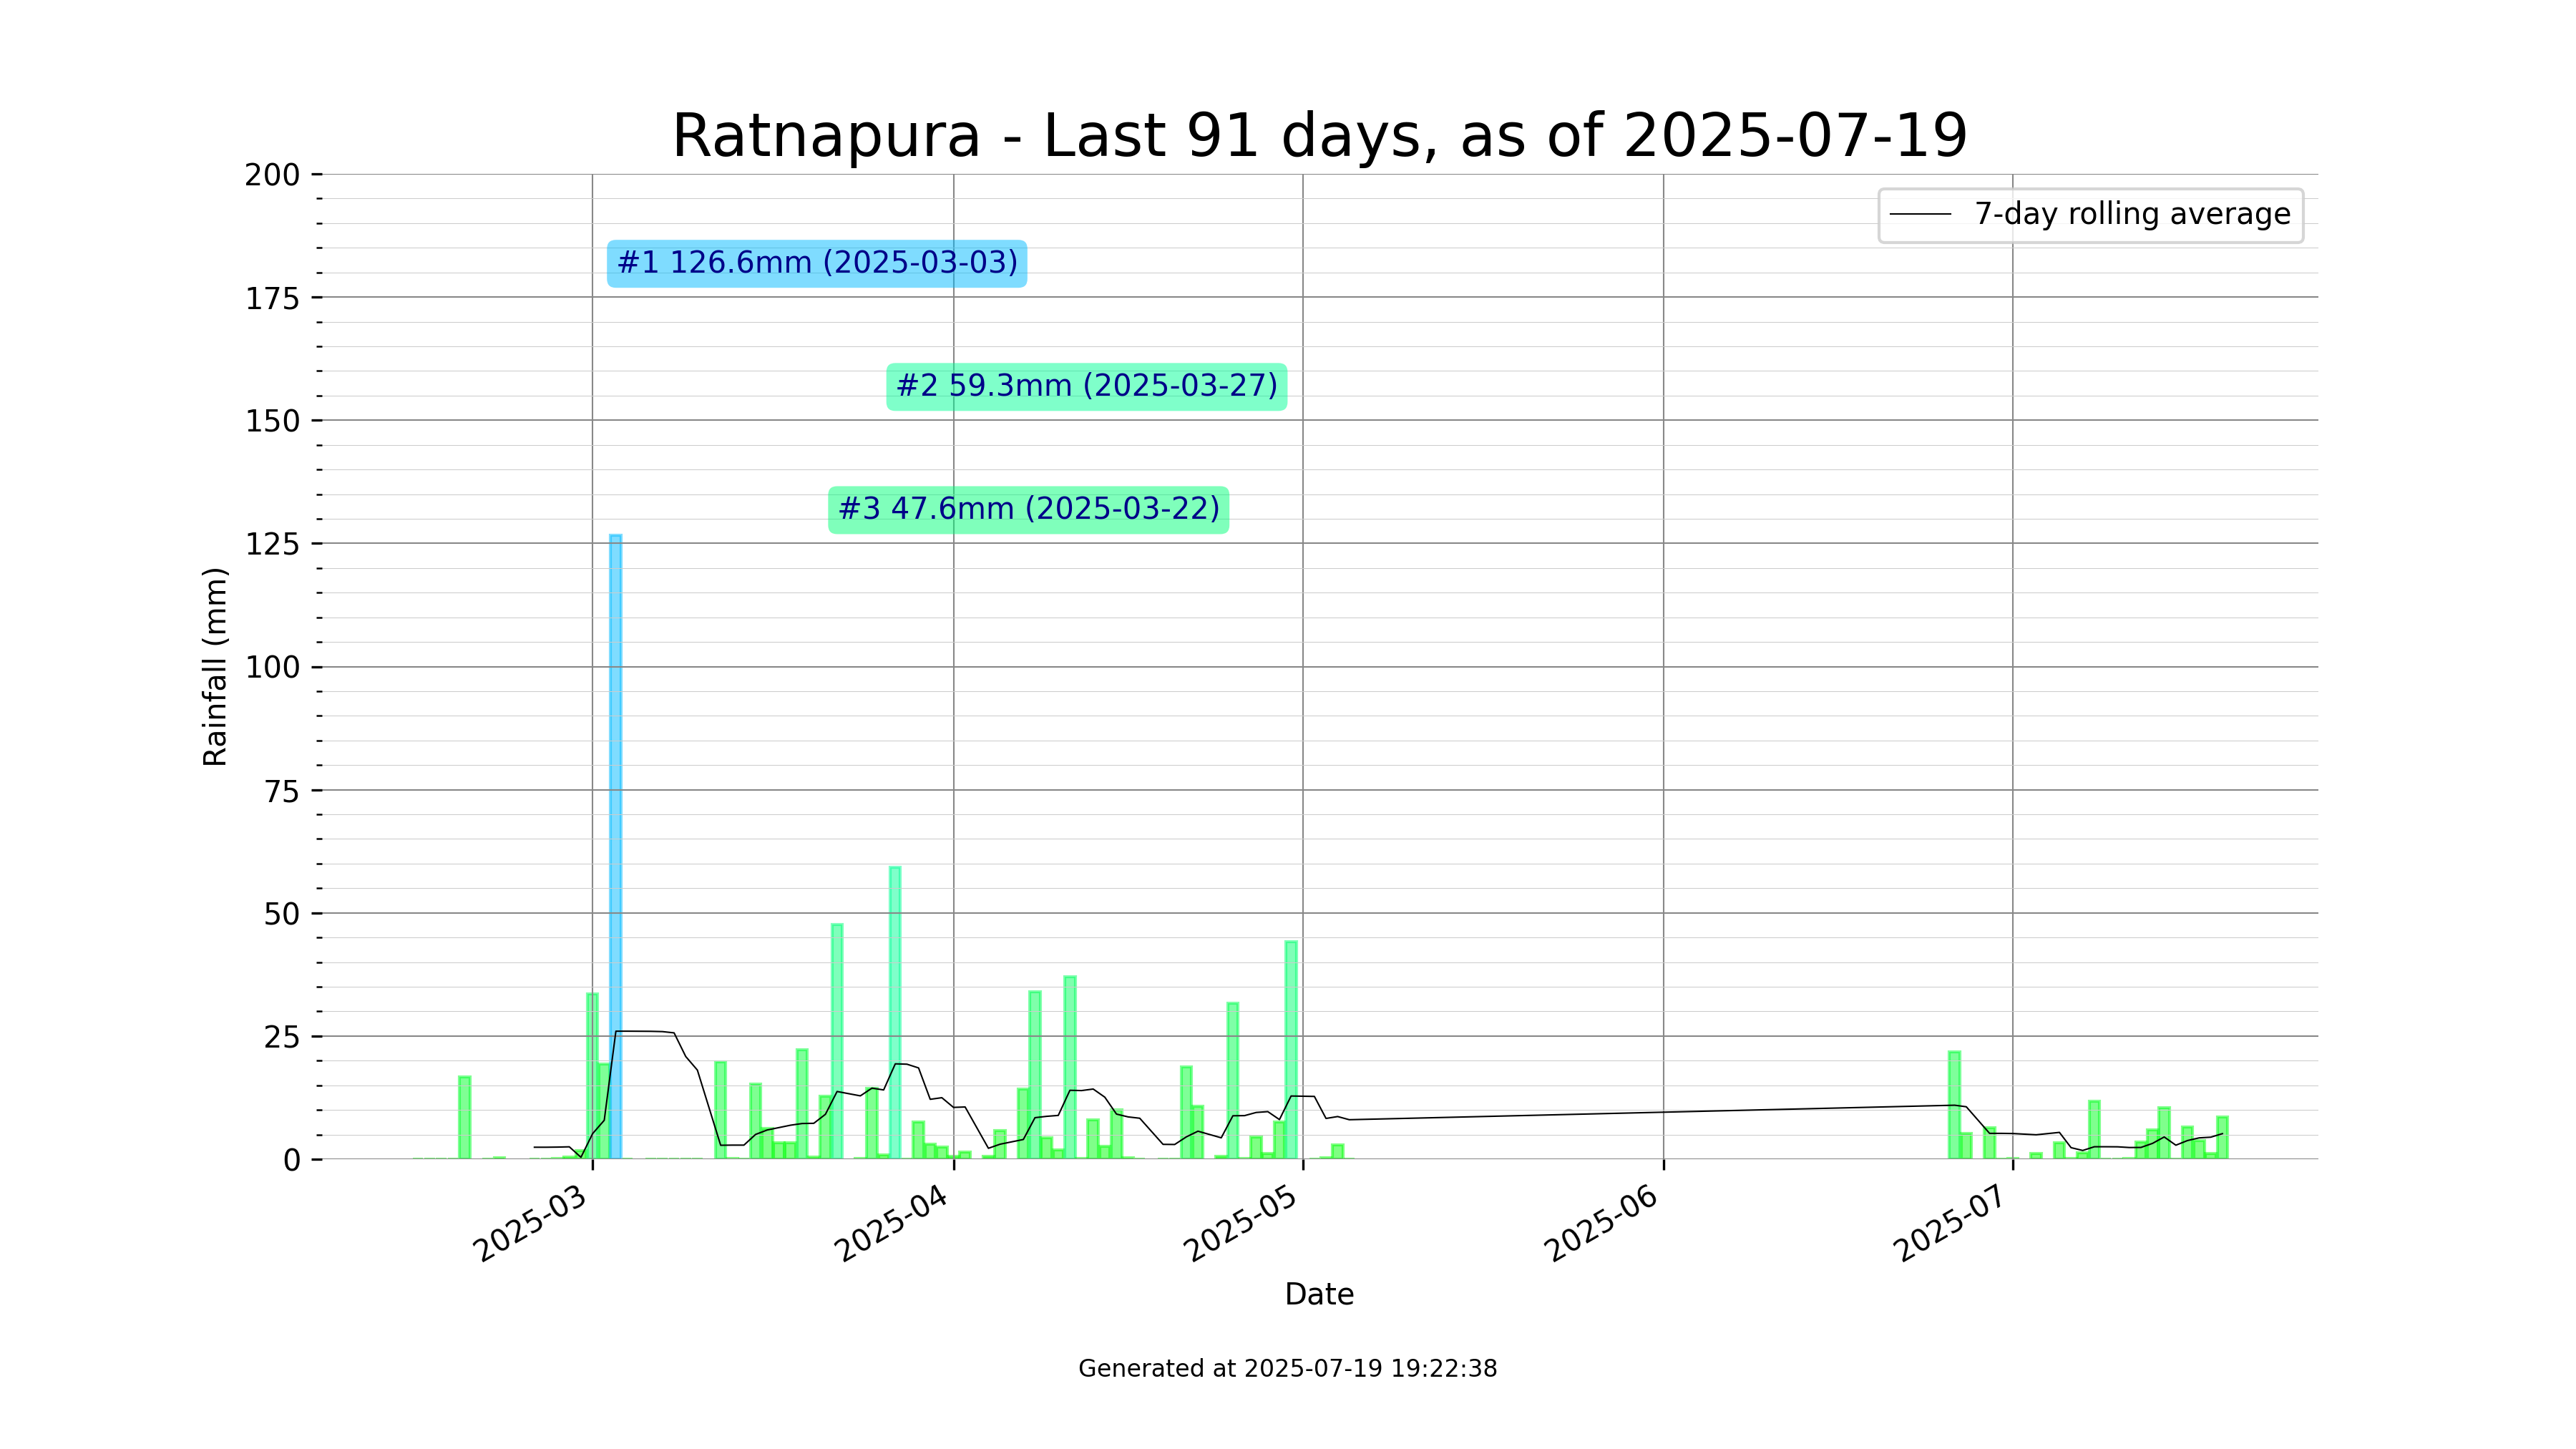 Ratnapura - Last 91 days, as of 2025-07-19
200
175
150
125
100
75
50
25
0
Rainfall (mm)
7-day rolling average
#1 126.6mm (2025-03-03)
#2 59.3mm (2025-03-27)
#3 47.6mm (2025-03-22)
2025-03
2025-04
2025-05
2025-06
2025-07
Date
Generated at 2025-07-19 19:22:38